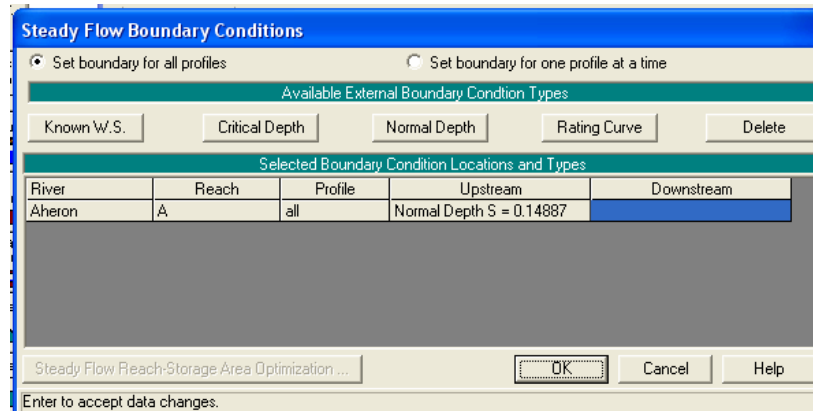 Steady Flow Boundary Conditions
Set boundary for all profiles Set boundary for one profile at a time
Available External Boundary Condtion Types
Known W.S. Critical Depth Normal Depth Rating Curve Delete
Selected Boundary Condition Locations and Types
River Reach Profile Upstream Downstream
Aheron A all Normal Depth S = 0.14887
Steady Flow Reach-Storage Area Optimization ... OK Cancel Help
Enter to accept data changes.